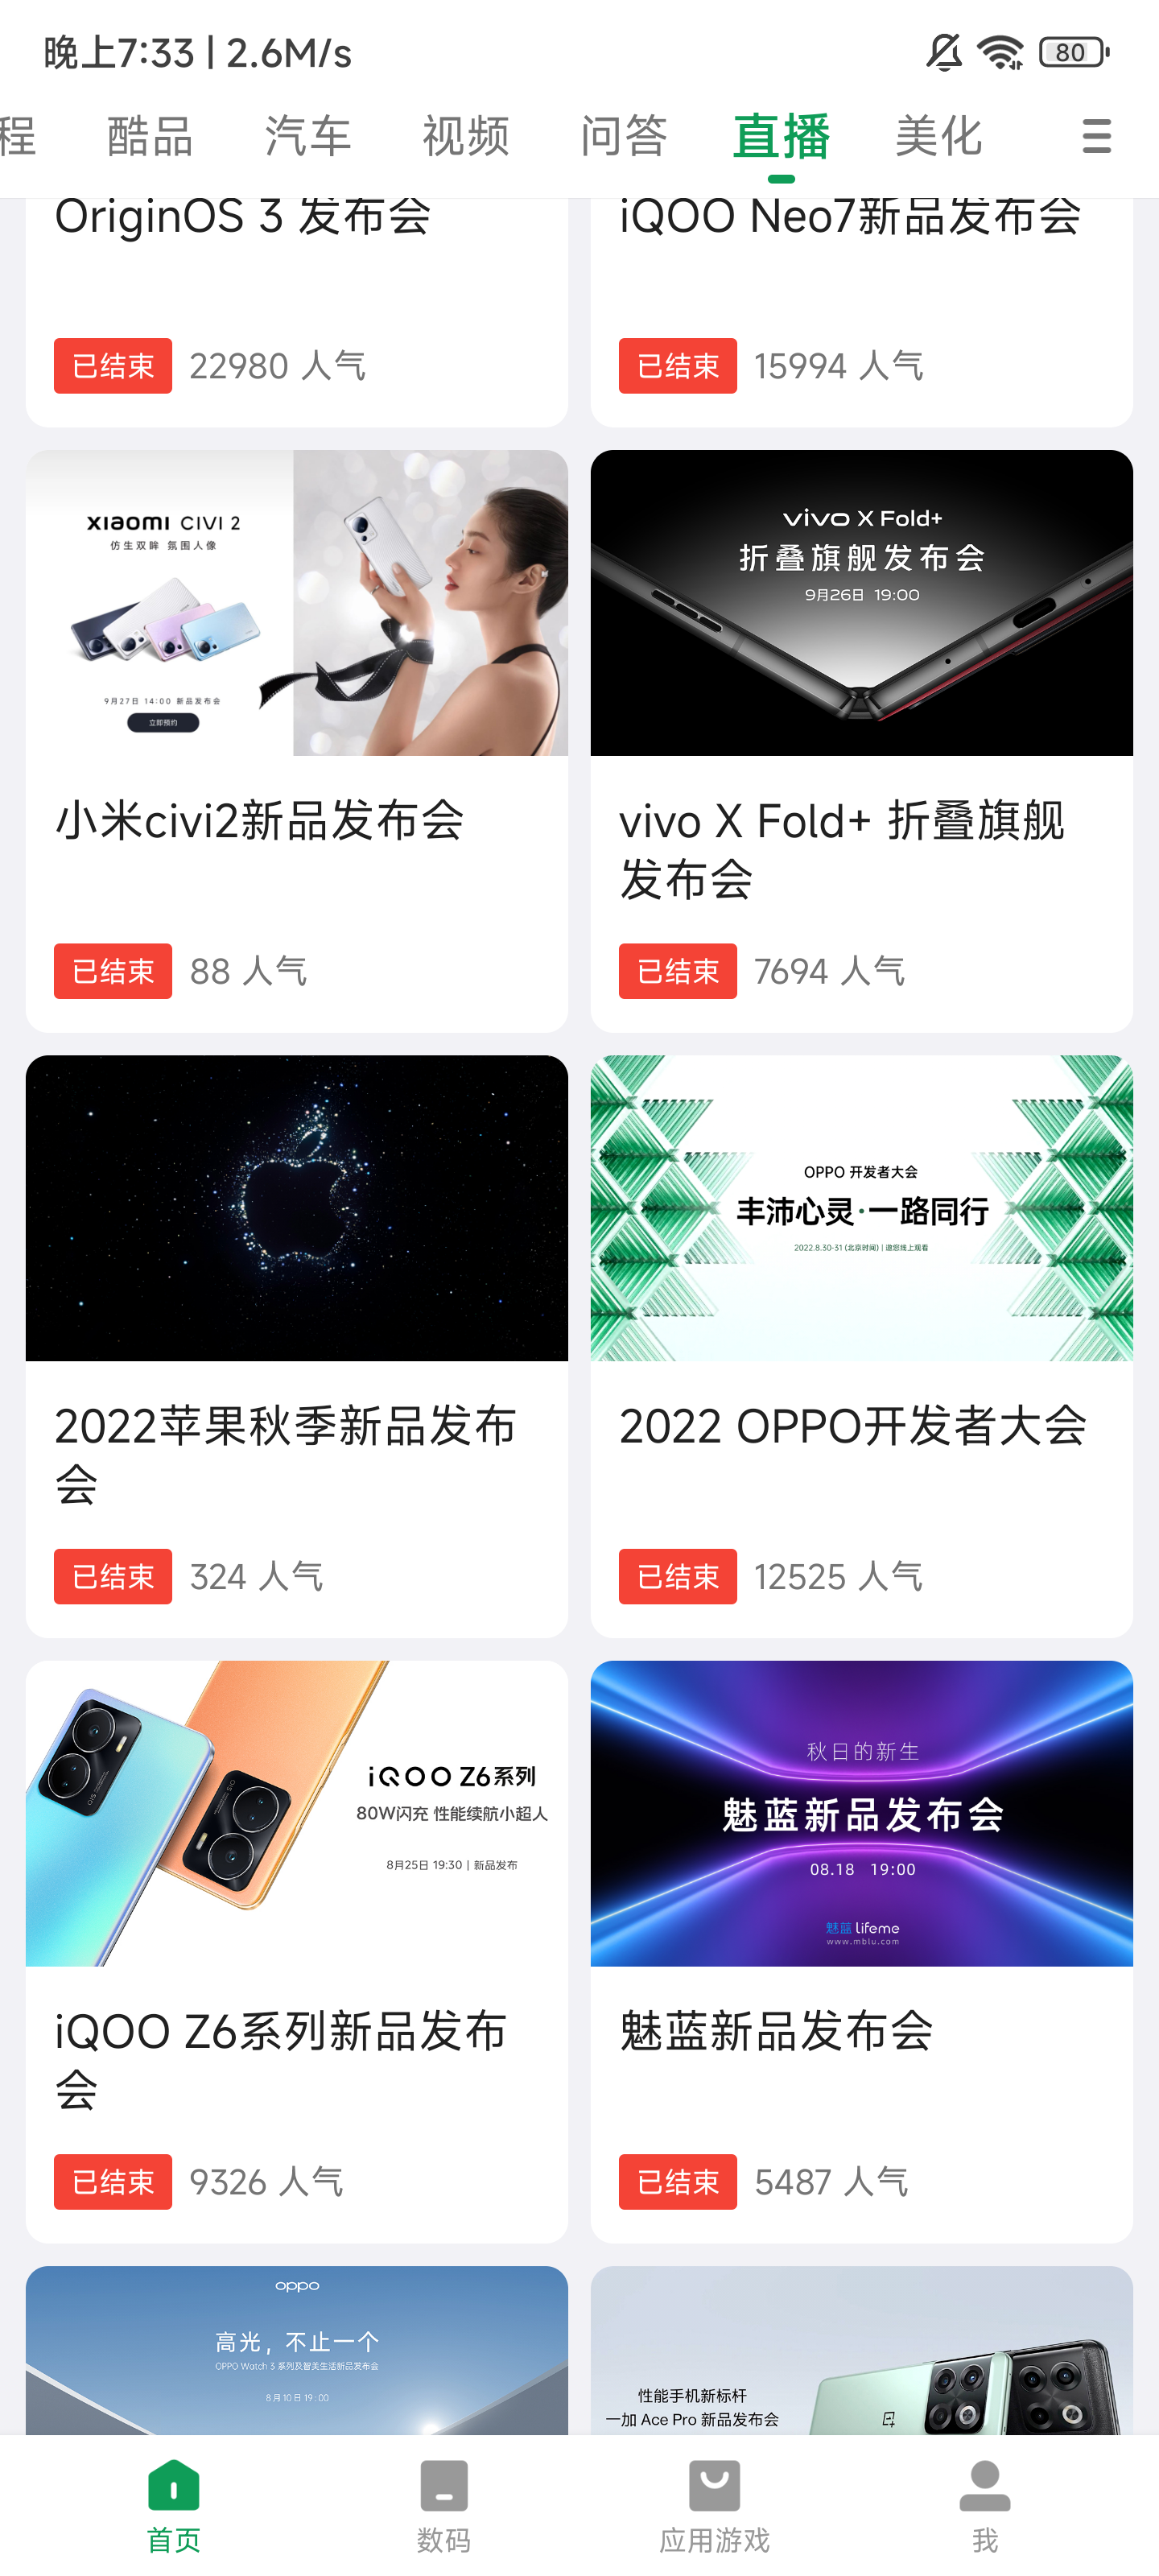 晚上7:33 | 2.6M/s
80
程 酷品 汽车 视频 问答 直播 美化
OriginOS 3 发布会
已结束 22980 人气
iQOO Neo7新品发布会
已结束 15994 人气
xiaomi CIVI 2
仿生双眸 氛围人像
9月27日 14:00 新品发布会
立即预约
小米civi2新品发布会
已结束 88 人气
vivo X Fold+
折叠旗舰发布会
9月26日 19:00
vivo X Fold+ 折叠旗舰
发布会
已结束 7694 人气
2022苹果秋季新品发布
会
已结束 324 人气
OPPO 开发者大会
丰沛心灵·一路同行
2022.8.30-31 (北京时间) | 邀您线上观看
2022 OPPO开发者大会
已结束 12525 人气
iQOO Z6系列
80W闪充 性能续航小超人
8月25日 19:30 | 新品发布
iQOO Z6系列新品发布
会
已结束 9326 人气
秋日的新生
魅蓝新品发布会
08.18 19:00
魅蓝 lifeme
www.mblu.com
魅蓝新品发布会
已结束 5487 人气
oppo
高光，不止一个
OPPO Watch 3 系列及智美生活新品发布会
8月10日 19:00
性能手机新标杆
一加 Ace Pro 新品发布会
首页 数码 应用游戏 我